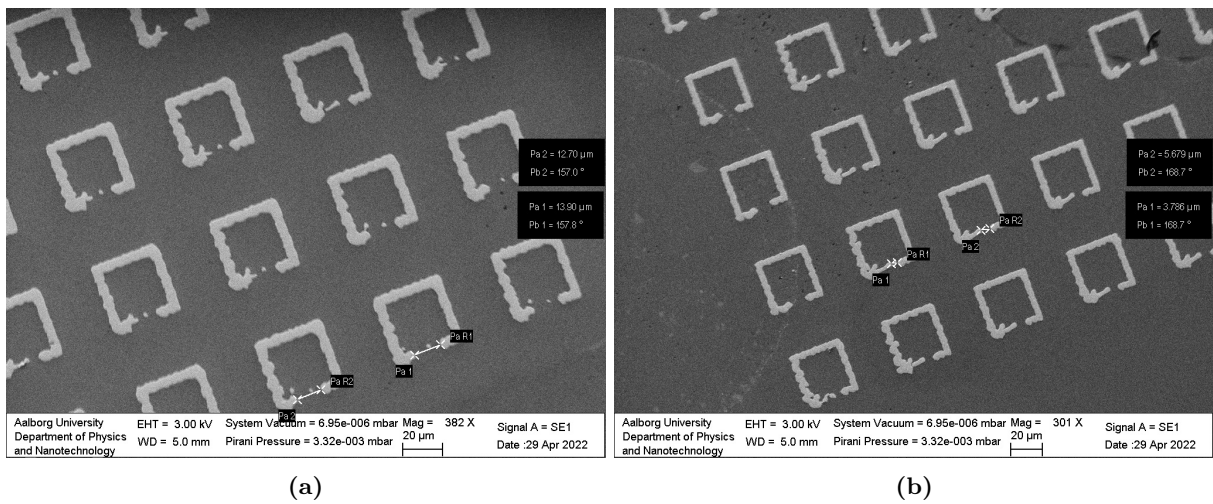 Pa 2 = 12.70 µm
Pb 2 = 157.0 °
Pa 1 = 13.90 µm
Pb 1 = 157.8 °
Pa R1
Pa 1
Pa R2
Pa 2
Aalborg University
Department of Physics
and Nanotechnology
EHT = 3.00 kV
WD = 5.0 mm
System Vacuum = 6.95e-006 mbar
Pirani Pressure = 3.32e-003 mbar
Mag = 382 X
20 µm
Signal A = SE1
Date :29 Apr 2022
(a)
Pa 2 = 5.679 µm
Pb 2 = 168.7 °
Pa 1 = 3.786 µm
Pb 1 = 168.7 °
Pa R2
Pa 2
Pa R1
Pa 1
Aalborg University
Department of Physics
and Nanotechnology
EHT = 3.00 kV
WD = 5.0 mm
System Vacuum = 6.95e-006 mbar
Pirani Pressure = 3.32e-003 mbar
Mag = 301 X
20 µm
Signal A = SE1
Date :29 Apr 2022
(b)